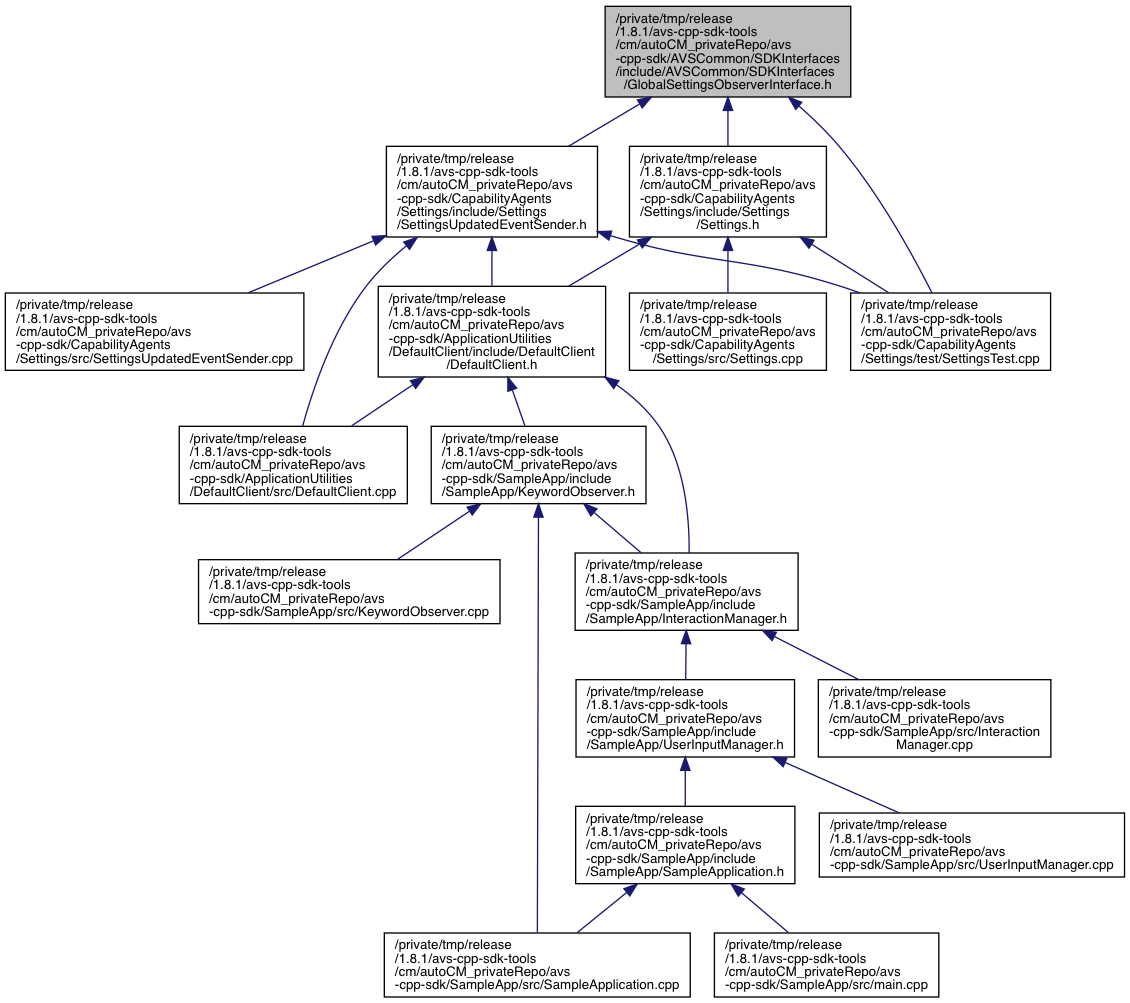 /private/tmp/release
/1.8.1/avs-cpp-sdk-tools
/cm/autoCM_privateRepo/avs
-cpp-sdk/AVSCommon/SDKInterfaces
/include/AVSCommon/SDKInterfaces
/GlobalSettingsObserverInterface.h
/private/tmp/release
/1.8.1/avs-cpp-sdk-tools
/cm/autoCM_privateRepo/avs
-cpp-sdk/CapabilityAgents
/Settings/include/Settings
/SettingsUpdatedEventSender.h
/private/tmp/release
/1.8.1/avs-cpp-sdk-tools
/cm/autoCM_privateRepo/avs
-cpp-sdk/CapabilityAgents
/Settings/include/Settings
/Settings.h
/private/tmp/release
/1.8.1/avs-cpp-sdk-tools
/cm/autoCM_privateRepo/avs
-cpp-sdk/CapabilityAgents
/Settings/src/SettingsUpdatedEventSender.cpp
/private/tmp/release
/1.8.1/avs-cpp-sdk-tools
/cm/autoCM_privateRepo/avs
-cpp-sdk/ApplicationUtilities
/DefaultClient/include/DefaultClient
/DefaultClient.h
/private/tmp/release
/1.8.1/avs-cpp-sdk-tools
/cm/autoCM_privateRepo/avs
-cpp-sdk/CapabilityAgents
/Settings/src/Settings.cpp
/private/tmp/release
/1.8.1/avs-cpp-sdk-tools
/cm/autoCM_privateRepo/avs
-cpp-sdk/CapabilityAgents
/Settings/test/SettingsTest.cpp
/private/tmp/release
/1.8.1/avs-cpp-sdk-tools
/cm/autoCM_privateRepo/avs
-cpp-sdk/ApplicationUtilities
/DefaultClient/src/DefaultClient.cpp
/private/tmp/release
/1.8.1/avs-cpp-sdk-tools
/cm/autoCM_privateRepo/avs
-cpp-sdk/SampleApp/include
/SampleApp/KeywordObserver.h
/private/tmp/release
/1.8.1/avs-cpp-sdk-tools
/cm/autoCM_privateRepo/avs
-cpp-sdk/SampleApp/src/KeywordObserver.cpp
/private/tmp/release
/1.8.1/avs-cpp-sdk-tools
/cm/autoCM_privateRepo/avs
-cpp-sdk/SampleApp/include
/SampleApp/InteractionManager.h
/private/tmp/release
/1.8.1/avs-cpp-sdk-tools
/cm/autoCM_privateRepo/avs
-cpp-sdk/SampleApp/include
/SampleApp/UserInputManager.h
/private/tmp/release
/1.8.1/avs-cpp-sdk-tools
/cm/autoCM_privateRepo/avs
-cpp-sdk/SampleApp/src/Interaction
Manager.cpp
/private/tmp/release
/1.8.1/avs-cpp-sdk-tools
/cm/autoCM_privateRepo/avs
-cpp-sdk/SampleApp/include
/SampleApp/SampleApplication.h
/private/tmp/release
/1.8.1/avs-cpp-sdk-tools
/cm/autoCM_privateRepo/avs
-cpp-sdk/SampleApp/src/UserInputManager.cpp
/private/tmp/release
/1.8.1/avs-cpp-sdk-tools
/cm/autoCM_privateRepo/avs
-cpp-sdk/SampleApp/src/SampleApplication.cpp
/private/tmp/release
/1.8.1/avs-cpp-sdk-tools
/cm/autoCM_privateRepo/avs
-cpp-sdk/SampleApp/src/main.cpp